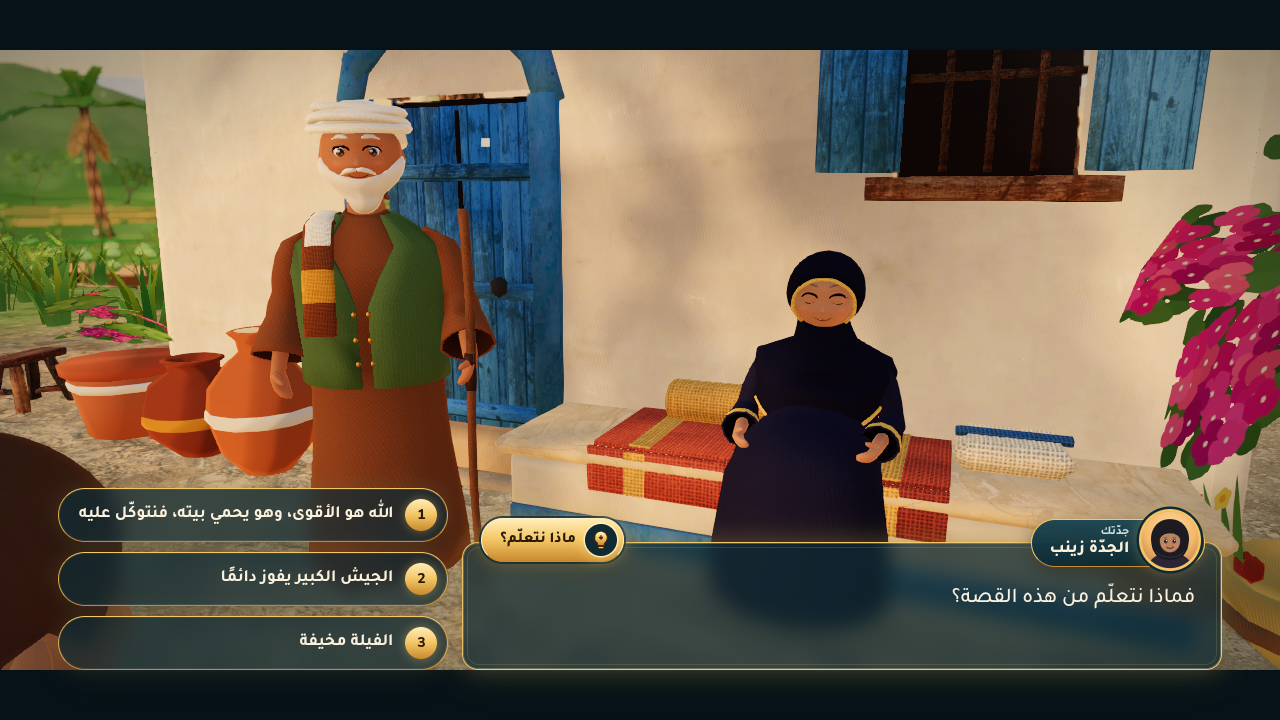 جدّتك
الجدّة زينب
ماذا نتعلّم؟
فماذا نتعلّم من هذه القصة؟
1 الله هو الأقوى، وهو يحمي بيته، فنتوكّل عليه
2 الجيش الكبير يفوز دائمًا
3 الفيلة مخيفة